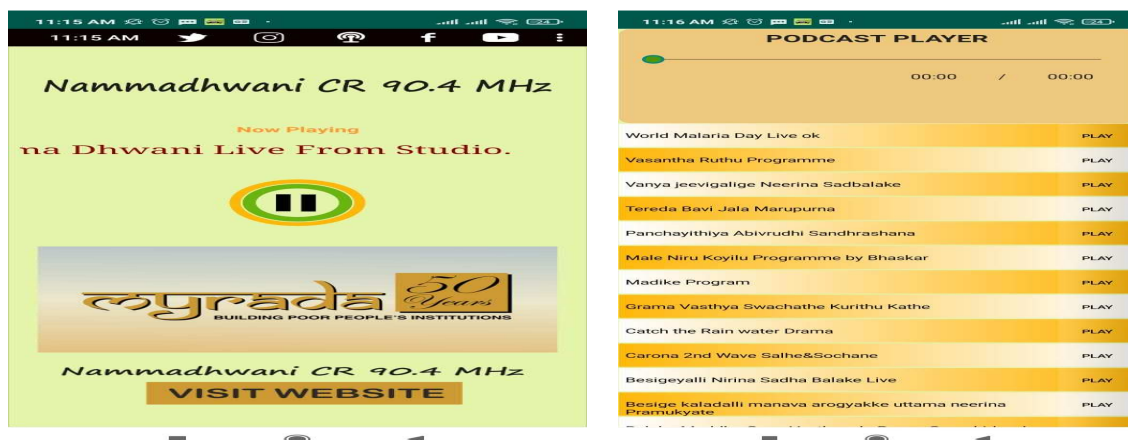 11:15 AM
24
11:15 AM
Nammadhwani CR 90.4 MHz
Now Playing
na Dhwani Live From Studio.
myrada
50
Years
BUILDING POOR PEOPLE'S INSTITUTIONS
Nammadhwani CR 90.4 MHz
VISIT WEBSITE
11:16 AM
24
PODCAST PLAYER
00:00 / 00:00
World Malaria Day Live ok PLAY
Vasantha Ruthu Programme PLAY
Vanya jeevigalige Neerina Sadbalake PLAY
Tereda Bavi Jala Marupurna PLAY
Panchayithiya Abivrudhi Sandhrashana PLAY
Male Niru Koyilu Programme by Bhaskar PLAY
Madike Program PLAY
Grama Vasthya Swachathe Kurithu Kathe PLAY
Catch the Rain water Drama PLAY
Carona 2nd Wave Salhe&Sochane PLAY
Besigeyalli Nirina Sadha Balake Live PLAY
Besige kaladalli manava arogyakke uttama neerina PLAY
Pramukyate